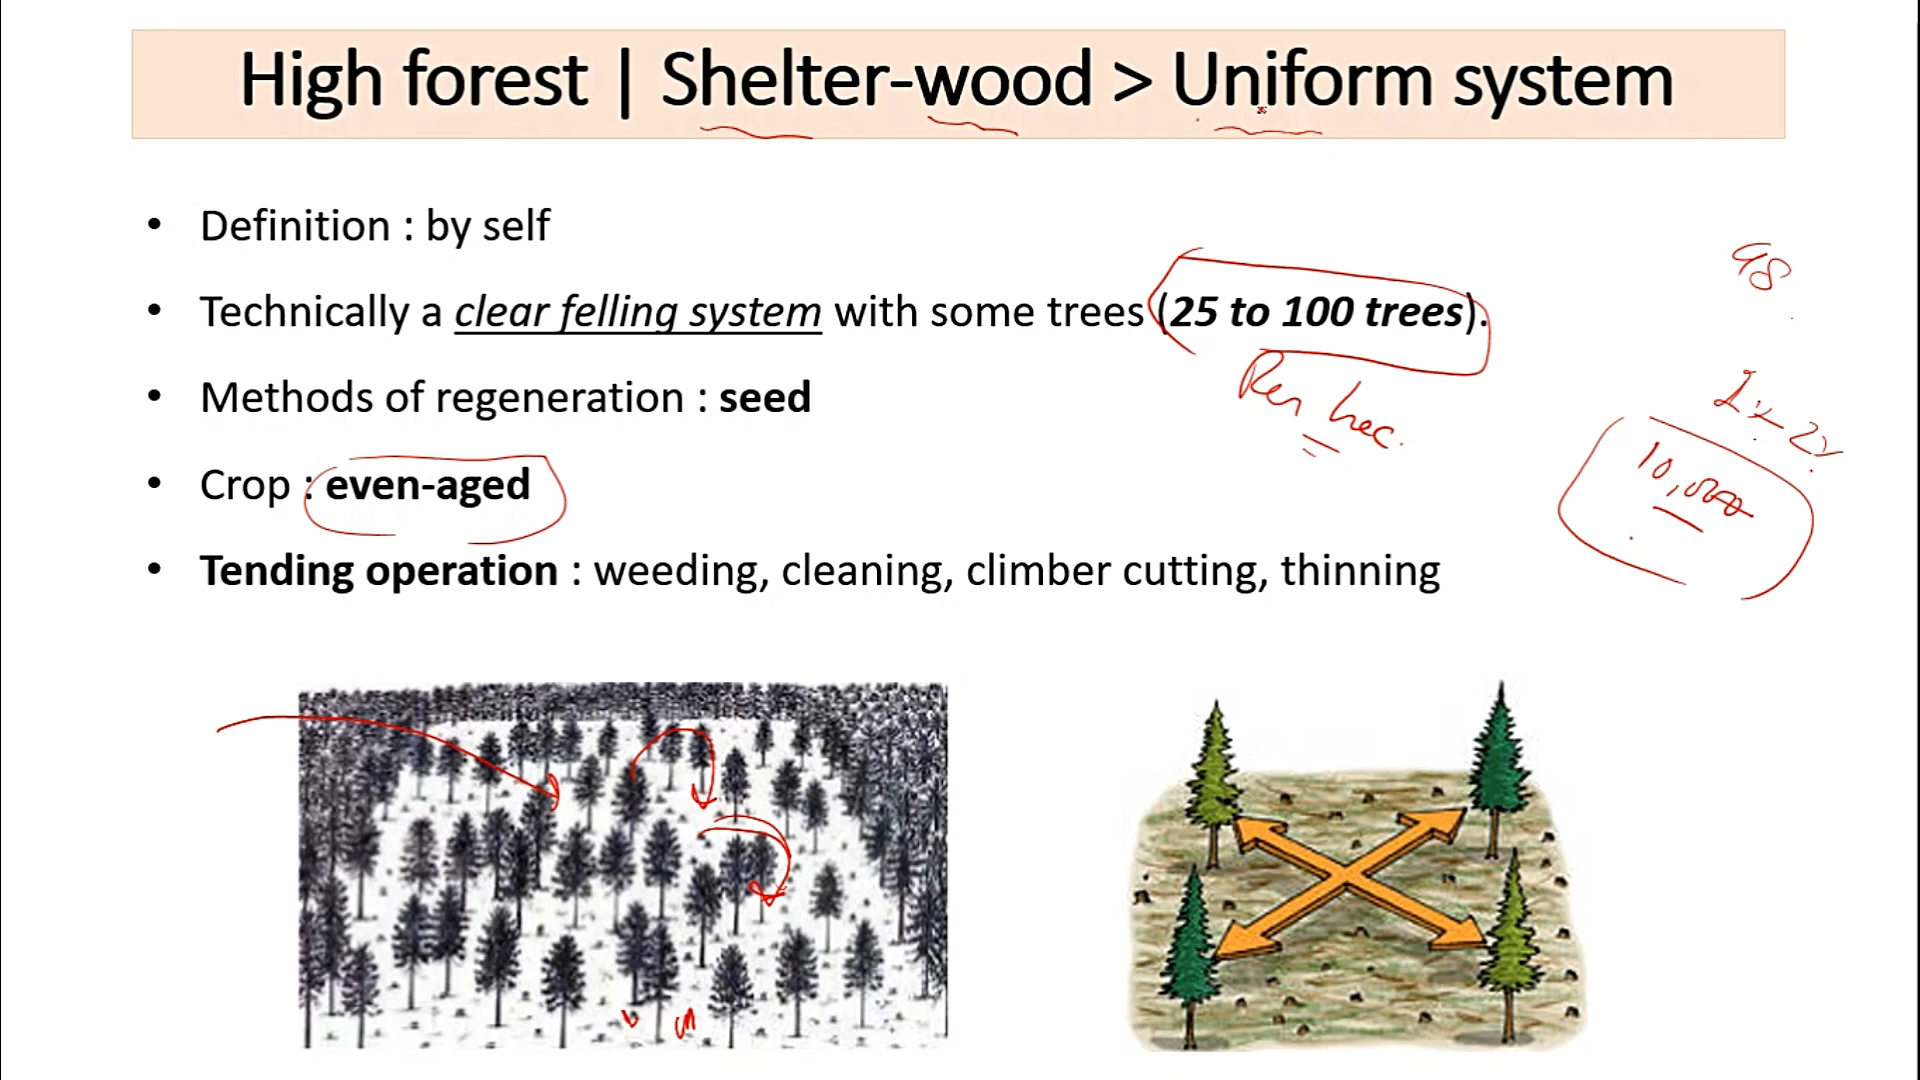 High forest | Shelter-wood > Uniform system
• Definition : by self
• Technically a clear felling system with some trees (25 to 100 trees).
• Methods of regeneration : seed
• Crop : even-aged
• Tending operation : weeding, cleaning, climber cutting, thinning
Per hec.
10,000